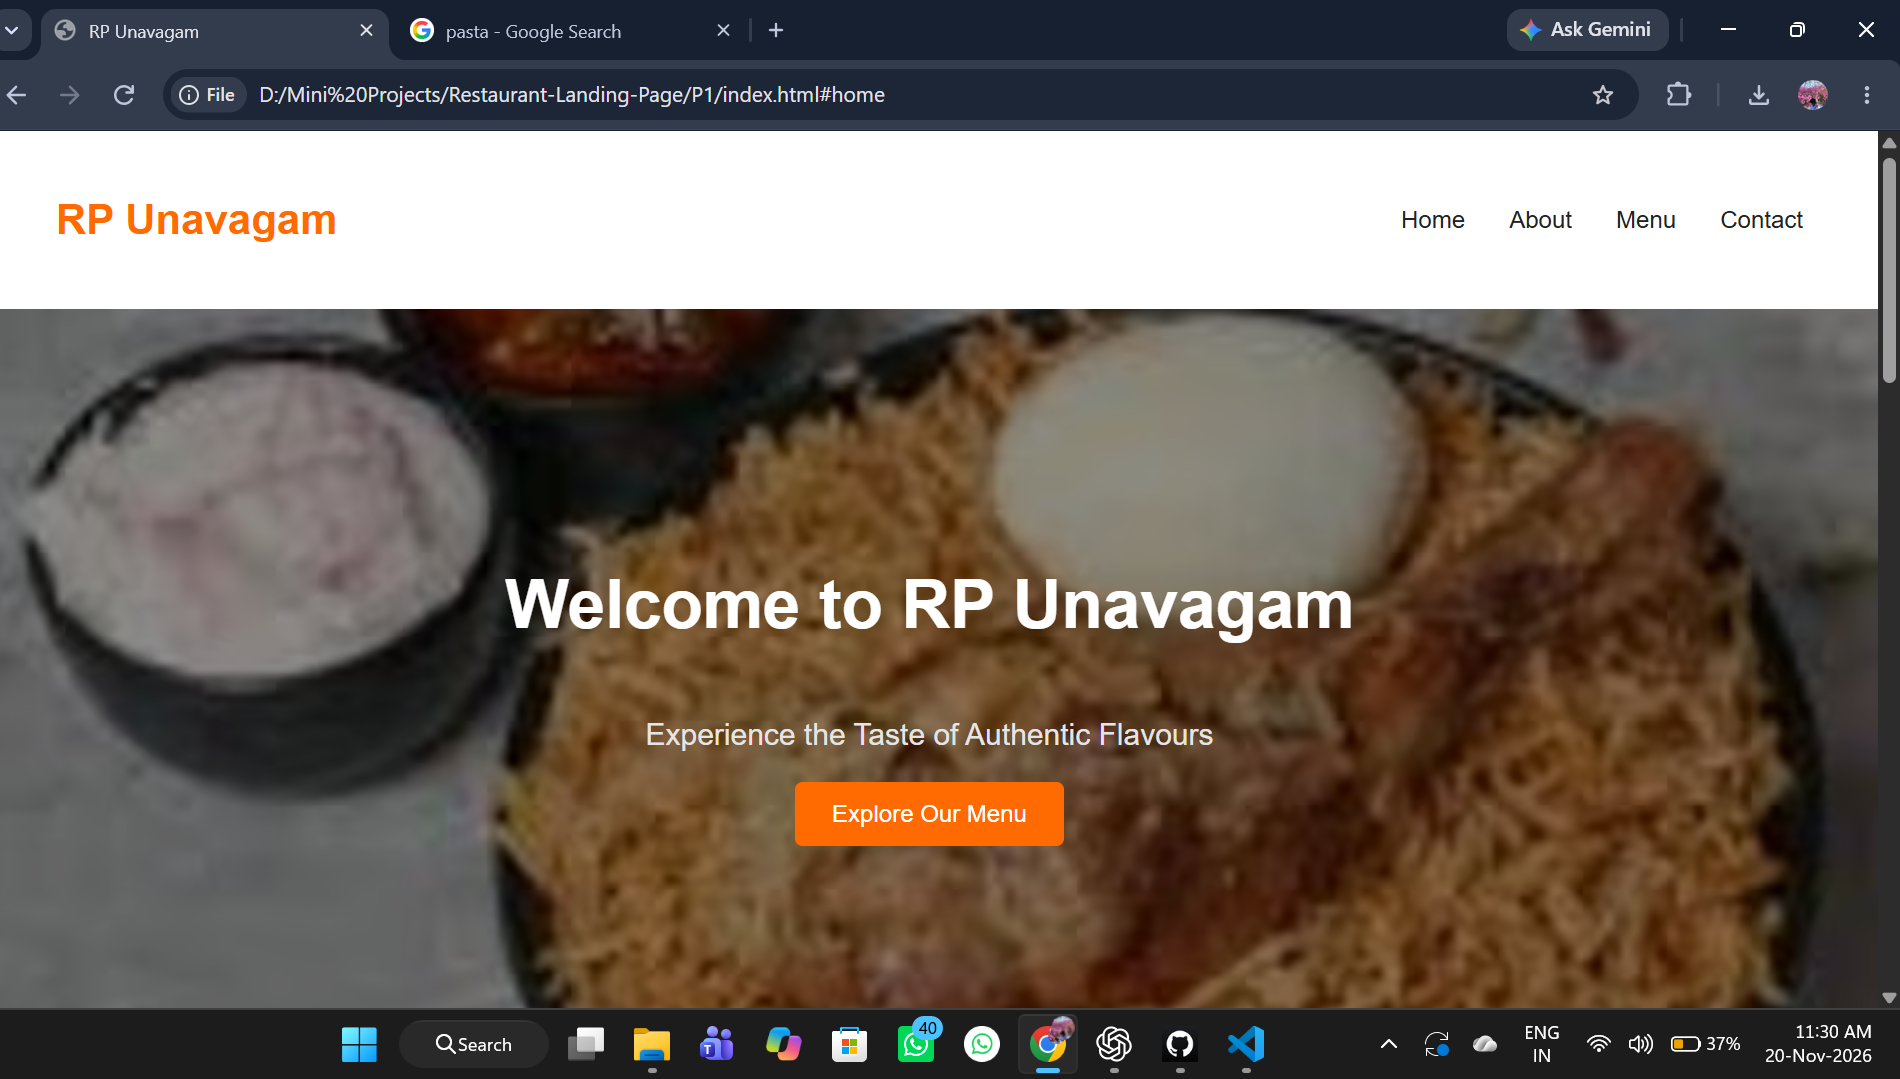 RP Unavagam
pasta - Google Search
Ask Gemini
File
D:/Mini%20Projects/Restaurant-Landing-Page/P1/index.html#home
RP Unavagam
Home
About
Menu
Contact
Welcome to RP Unavagam
Experience the Taste of Authentic Flavours
Explore Our Menu
Search
T
40
ENG
IN
37%
11:30 AM
20-Nov-2026